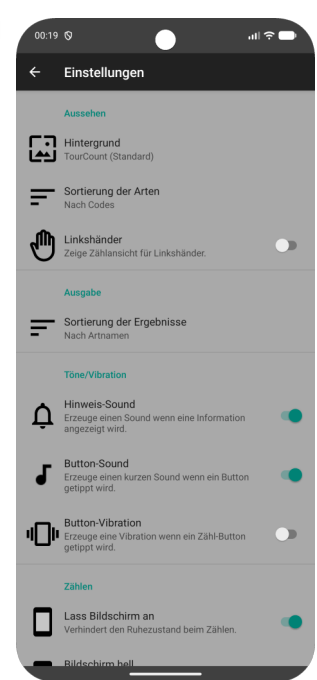 00:19
Einstellungen
Aussehen
Hintergrund
TourCount (Standard)
Sortierung der Arten
Nach Codes
Linkshänder
Zeige Zählansicht für Linkshänder.
Ausgabe
Sortierung der Ergebnisse
Nach Artnamen
Töne/Vibration
Hinweis-Sound
Erzeuge einen Sound wenn eine Information
angezeigt wird.
Button-Sound
Erzeuge einen kurzen Sound wenn ein Button
getippt wird.
Button-Vibration
Erzeuge eine Vibration wenn ein Zähl-Button
getippt wird.
Zählen
Lass Bildschirm an
Verhindert den Ruhezustand beim Zählen.
Bildschirm hell